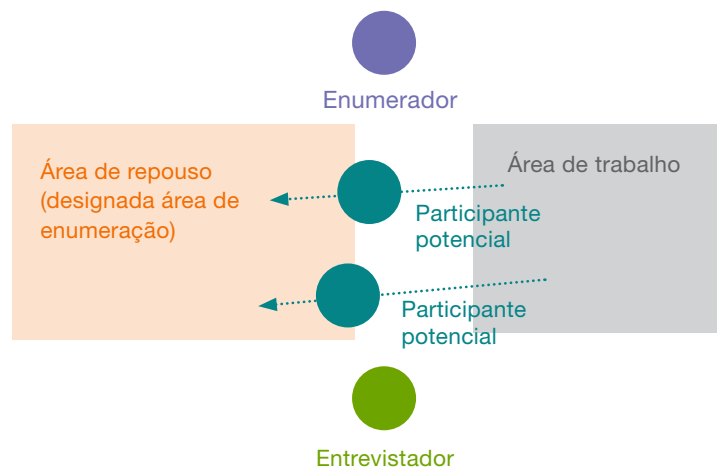 Enumerador
Área de repouso
(designada área de
enumeração)
Área de trabalho
Participante
potencial
Participante
potencial
Entrevistador